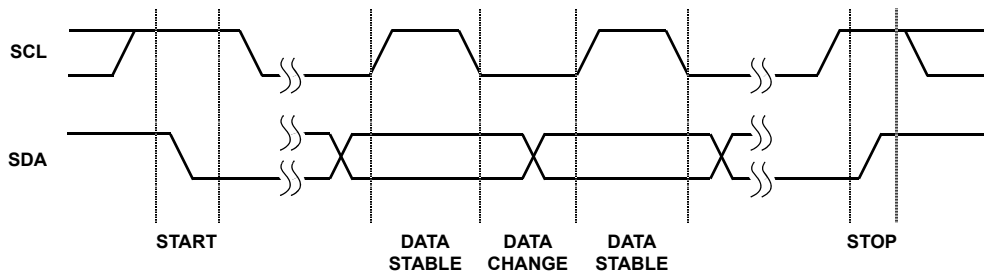 SCL
SDA
START
DATA
STABLE
DATA
CHANGE
DATA
STABLE
STOP